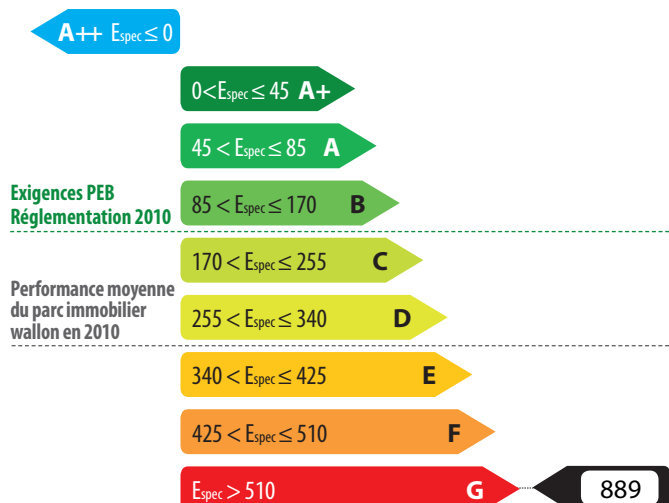 A++ Espec ≤ 0
0<Espec ≤ 45 A+
45 < Espec ≤ 85 A
Exigences PEB
Réglementation 2010
85 < Espec ≤ 170 B
170 < Espec ≤ 255 C
Performance moyenne
du parc immobilier
wallon en 2010
255 < Espec ≤ 340 D
340 < Espec ≤ 425 E
425 < Espec ≤ 510 F
Espec > 510 G
889